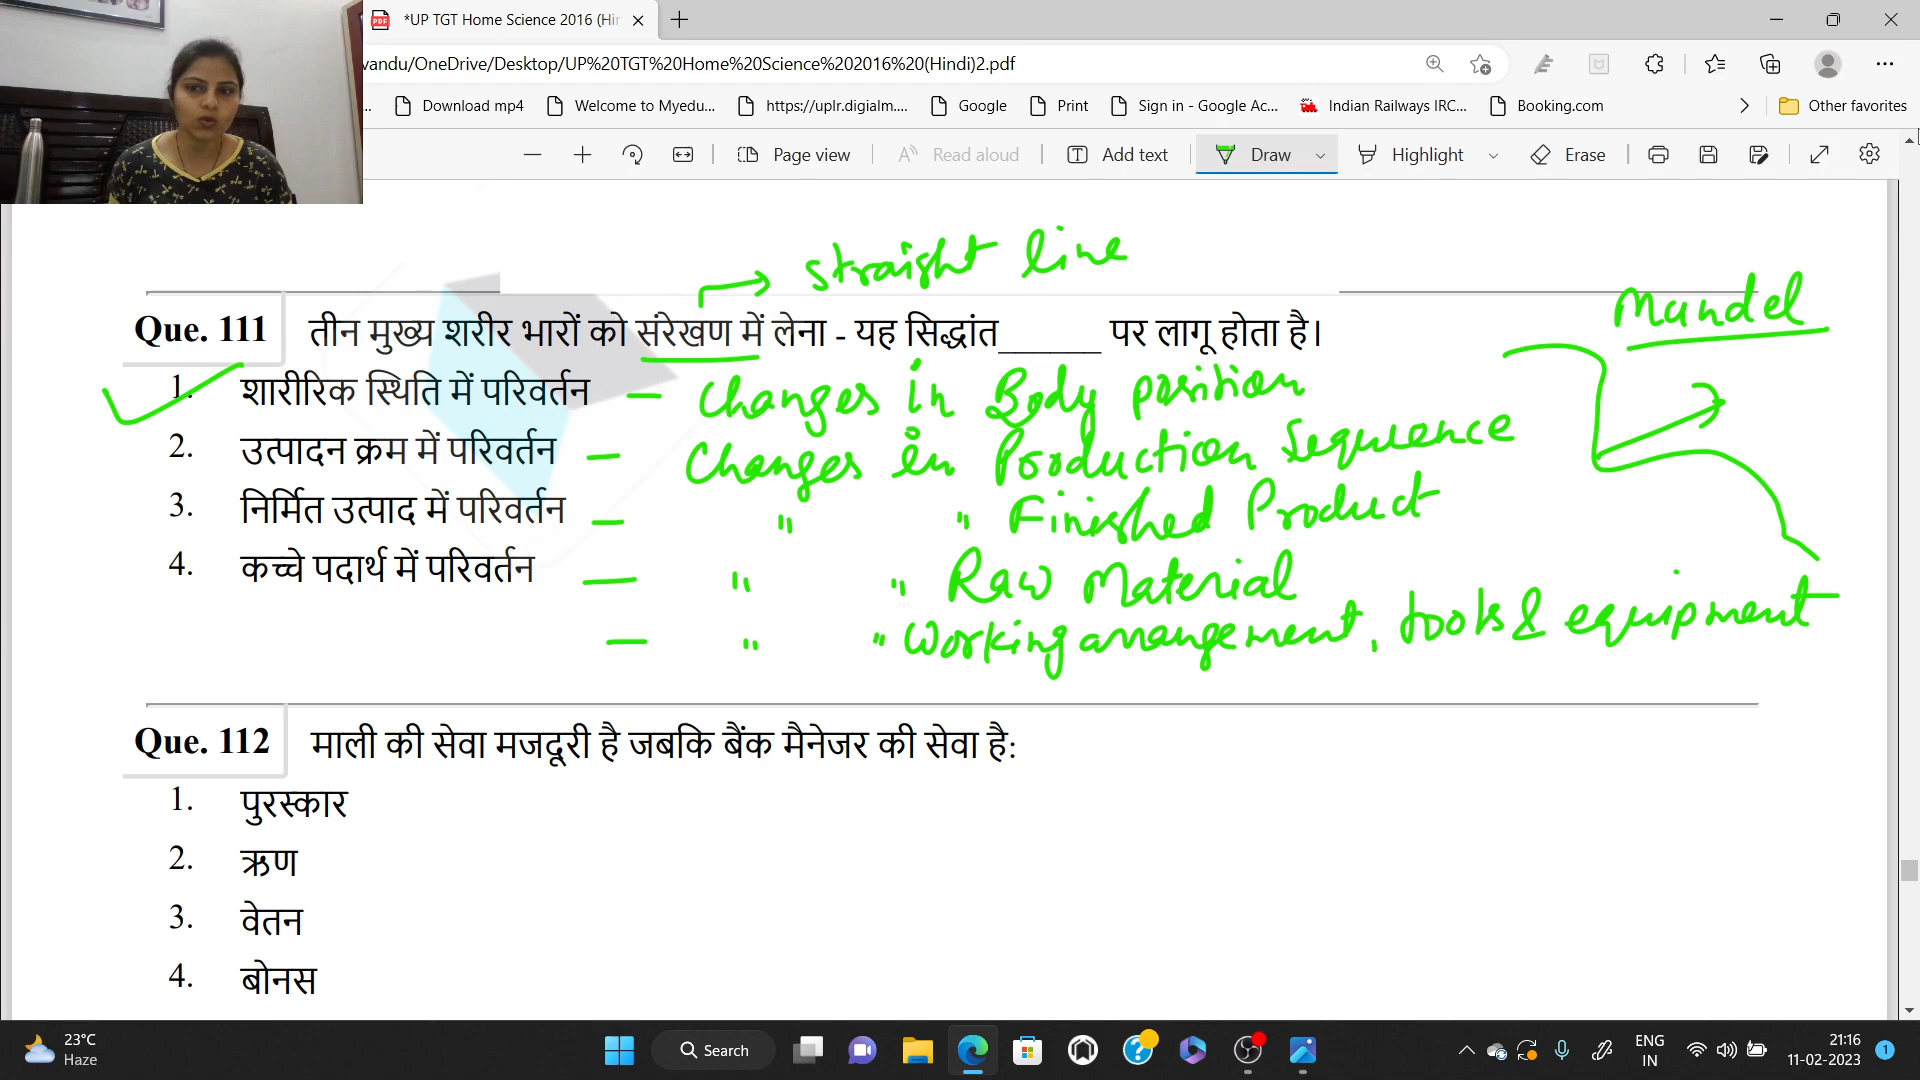 *UP TGT Home Science 2016 (Hi
vandu/OneDrive/Desktop/UP%20TGT%20Home%20Science%202016%20(Hindi)2.pdf
... Download mp4 Welcome to Myedu... https://uplr.digialm.... Google Print Sign in - Google Ac... Indian Railways IRC... Booking.com Other favorites
Page view Read aloud Add text Draw Highlight Erase
straight line
Mundel
Que. 111 तीन मुख्य शरीर भारों को संरेखण में लेना - यह सिद्धांत______ पर लागू होता है।
1. शारीरिक स्थिति में परिवर्तन — Changes in Body position
2. उत्पादन क्रम में परिवर्तन — Changes in Production Sequence
3. निर्मित उत्पाद में परिवर्तन — " " Finished Product
4. कच्चे पदार्थ में परिवर्तन — " " Raw Material
— " " Working arrangement, tools & equipment
Que. 112 माली की सेवा मजदूरी है जबकि बैंक मैनेजर की सेवा है:
1. पुरस्कार
2. ऋण
3. वेतन
4. बोनस
23°C
Haze
Search
ENG
IN
21:16
11-02-2023
1